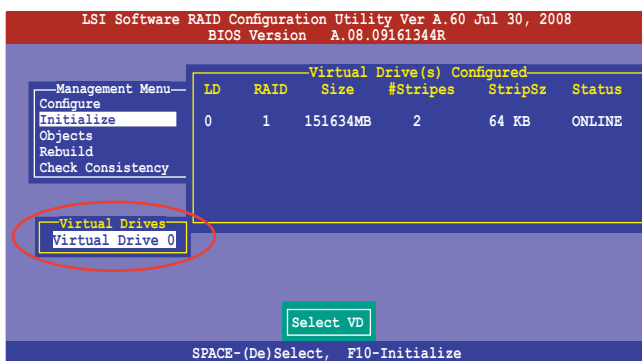 LSI Software RAID Configuration Utility Ver A.60 Jul 30, 2008
BIOS Version A.08.09161344R
Management Menu
Configure
Initialize
Objects
Rebuild
Check Consistency
Virtual Drive(s) Configured
LD RAID Size #Stripes StripSz Status
0 1 151634MB 2 64 KB ONLINE
Virtual Drives
Virtual Drive 0
Select VD
SPACE-(De)Select, F10-Initialize